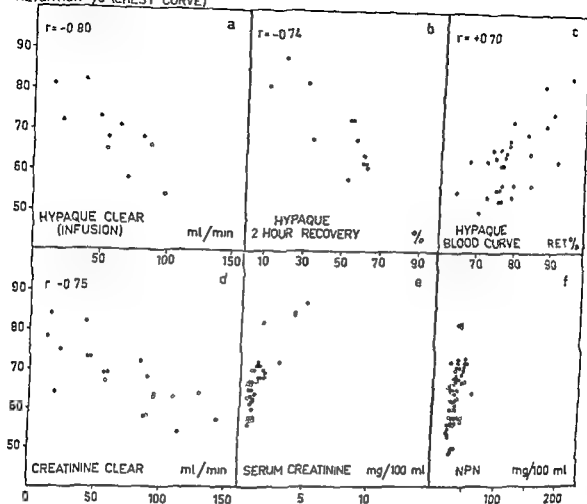 r=-0.80 a
r=-0.74 b
r=+0.70 c
90
80
70
60
50
HYPAQUE CLEAR
(INFUSION) ml/min
HYPAQUE
2 HOUR RECOVERY %
HYPAQUE
BLOOD CURVE RET%
0 50 100 150
10 30 50 70 90
70 80 90
r -0.75 d
e
f
90
80
70
60
50
CREATININE CLEAR ml/min
SERUM CREATININE mg/100 ml
NPN mg/100 ml
0 50 100 150
5 10
100 200